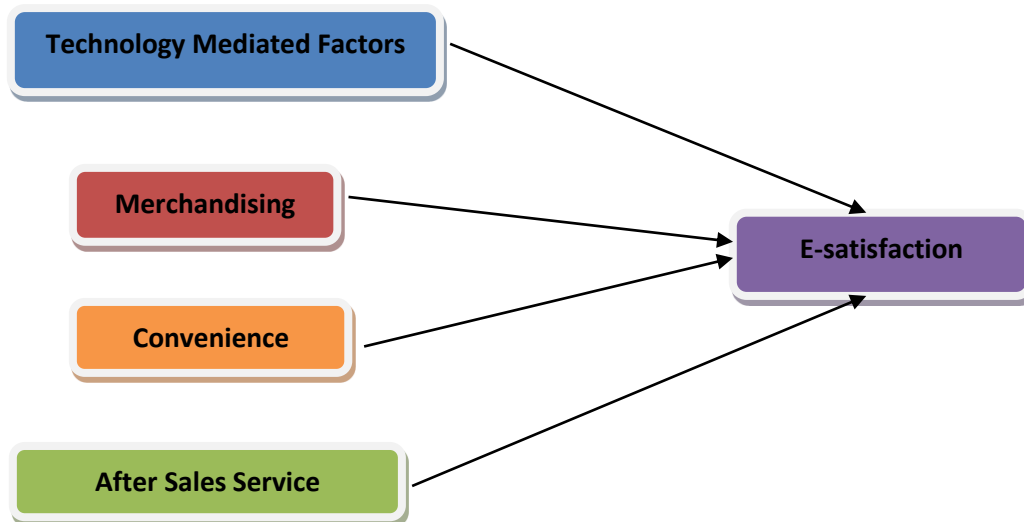 Technology Mediated Factors
Merchandising
E-satisfaction
Convenience
After Sales Service